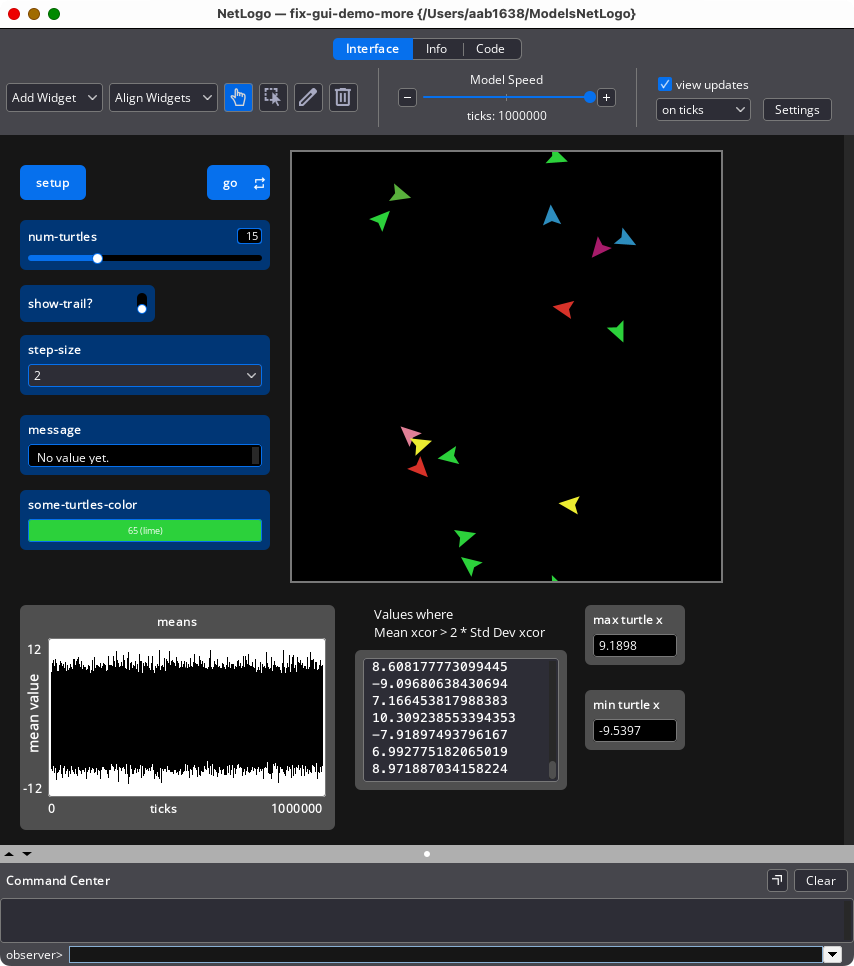 NetLogo — fix-gui-demo-more {/Users/aab1638/ModelsNetLogo}
Interface Info Code
Add Widget Align Widgets
Model Speed
ticks: 1000000
view updates
on ticks
Settings
setup go
num-turtles 15
show-trail?
step-size
2
message
No value yet.
some-turtles-color
65 (lime)
means
12
mean value
-12
0 ticks 1000000
Values where
Mean xcor > 2 * Std Dev xcor
8.608177773099445
−9.09680638430694
7.166453817988383
10.309238553394353
−7.91897493796167
6.992775182065019
8.971887034158224
max turtle x
9.1898
min turtle x
-9.5397
Command Center
Clear
observer>